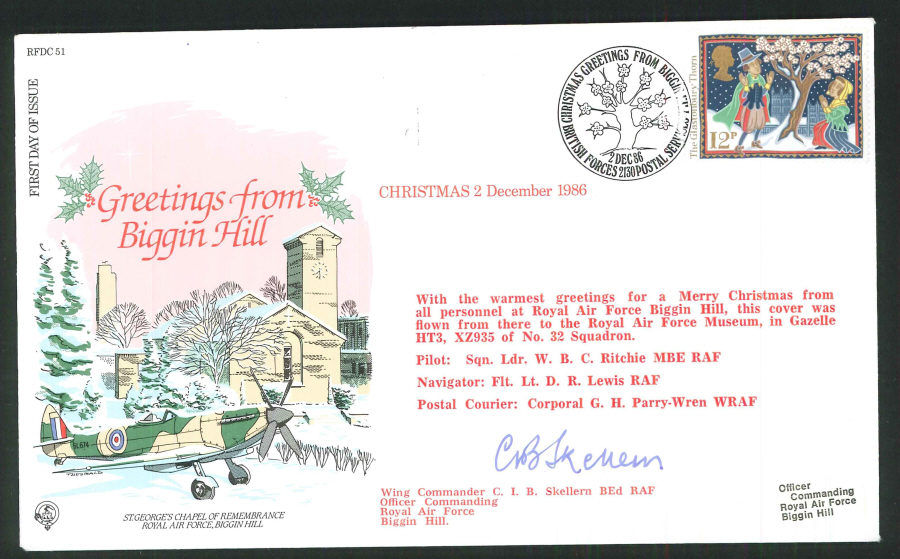 RFDC 51
FIRST DAY OF ISSUE
Greetings from
Biggin Hill
SL674
ST.GEORGE'S CHAPEL OF REMEMBRANCE
ROYAL AIR FORCE, BIGGIN HILL
CHRISTMAS GREETINGS FROM BIGGIN
BRITISH FORCES 2130 POSTAL
2 DEC 86
The Glastonbury Thorn
12P
CHRISTMAS 2 December 1986
With the warmest greetings for a Merry Christmas from
all personnel at Royal Air Force Biggin Hill, this cover was
flown from there to the Royal Air Force Museum, in Gazelle
HT3, XZ935 of No. 32 Squadron.
Pilot: Sqn. Ldr. W. B. C. Ritchie MBE RAF
Navigator: Flt. Lt. D. R. Lewis RAF
Postal Courier: Corporal G. H. Parry-Wren WRAF
Skellern
Wing Commander C. I. B. Skellern BEd RAF
Officer Commanding
Royal Air Force
Biggin Hill.
Officer
Commanding
Royal Air Force
Biggin Hill